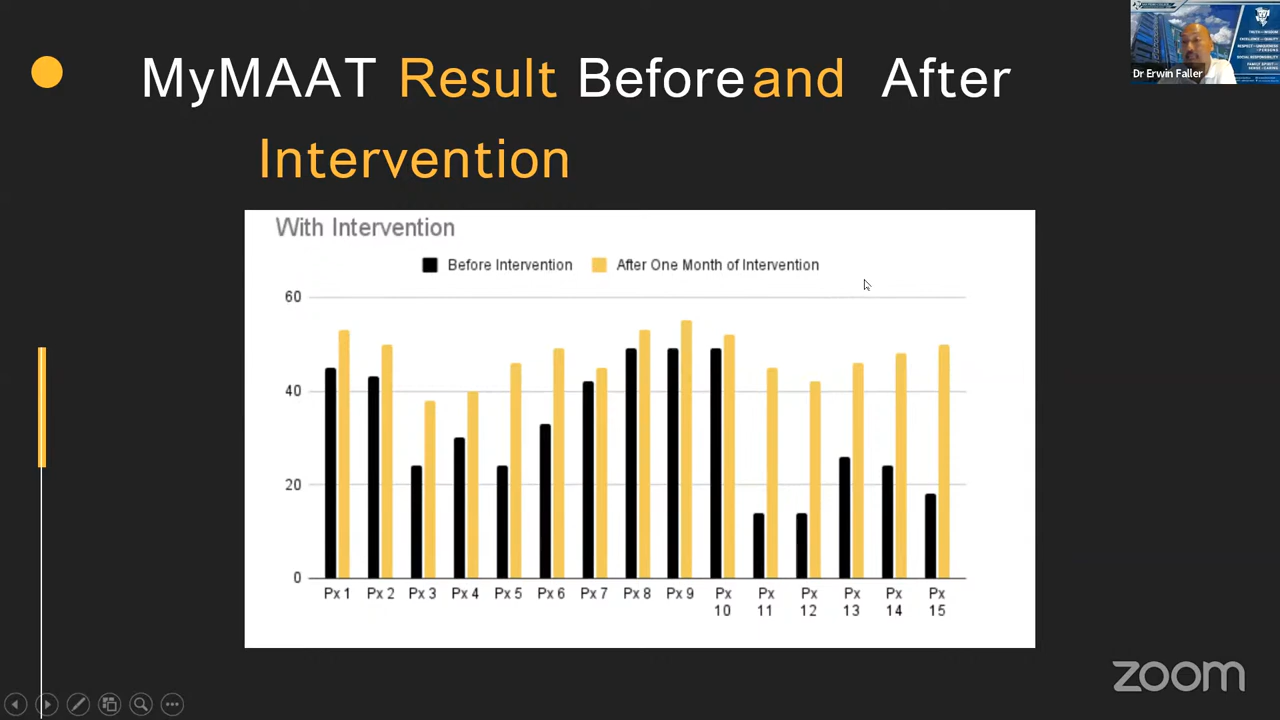 MyMAAT Result Before and After
Intervention
Dr Erwin Faller
With Intervention
Before Intervention After One Month of Intervention
60
40
20
0
Px 1 Px 2 Px 3 Px 4 Px 5 Px 6 Px 7 Px 8 Px 9 Px 10 Px 11 Px 12 Px 13 Px 14 Px 15
zoom